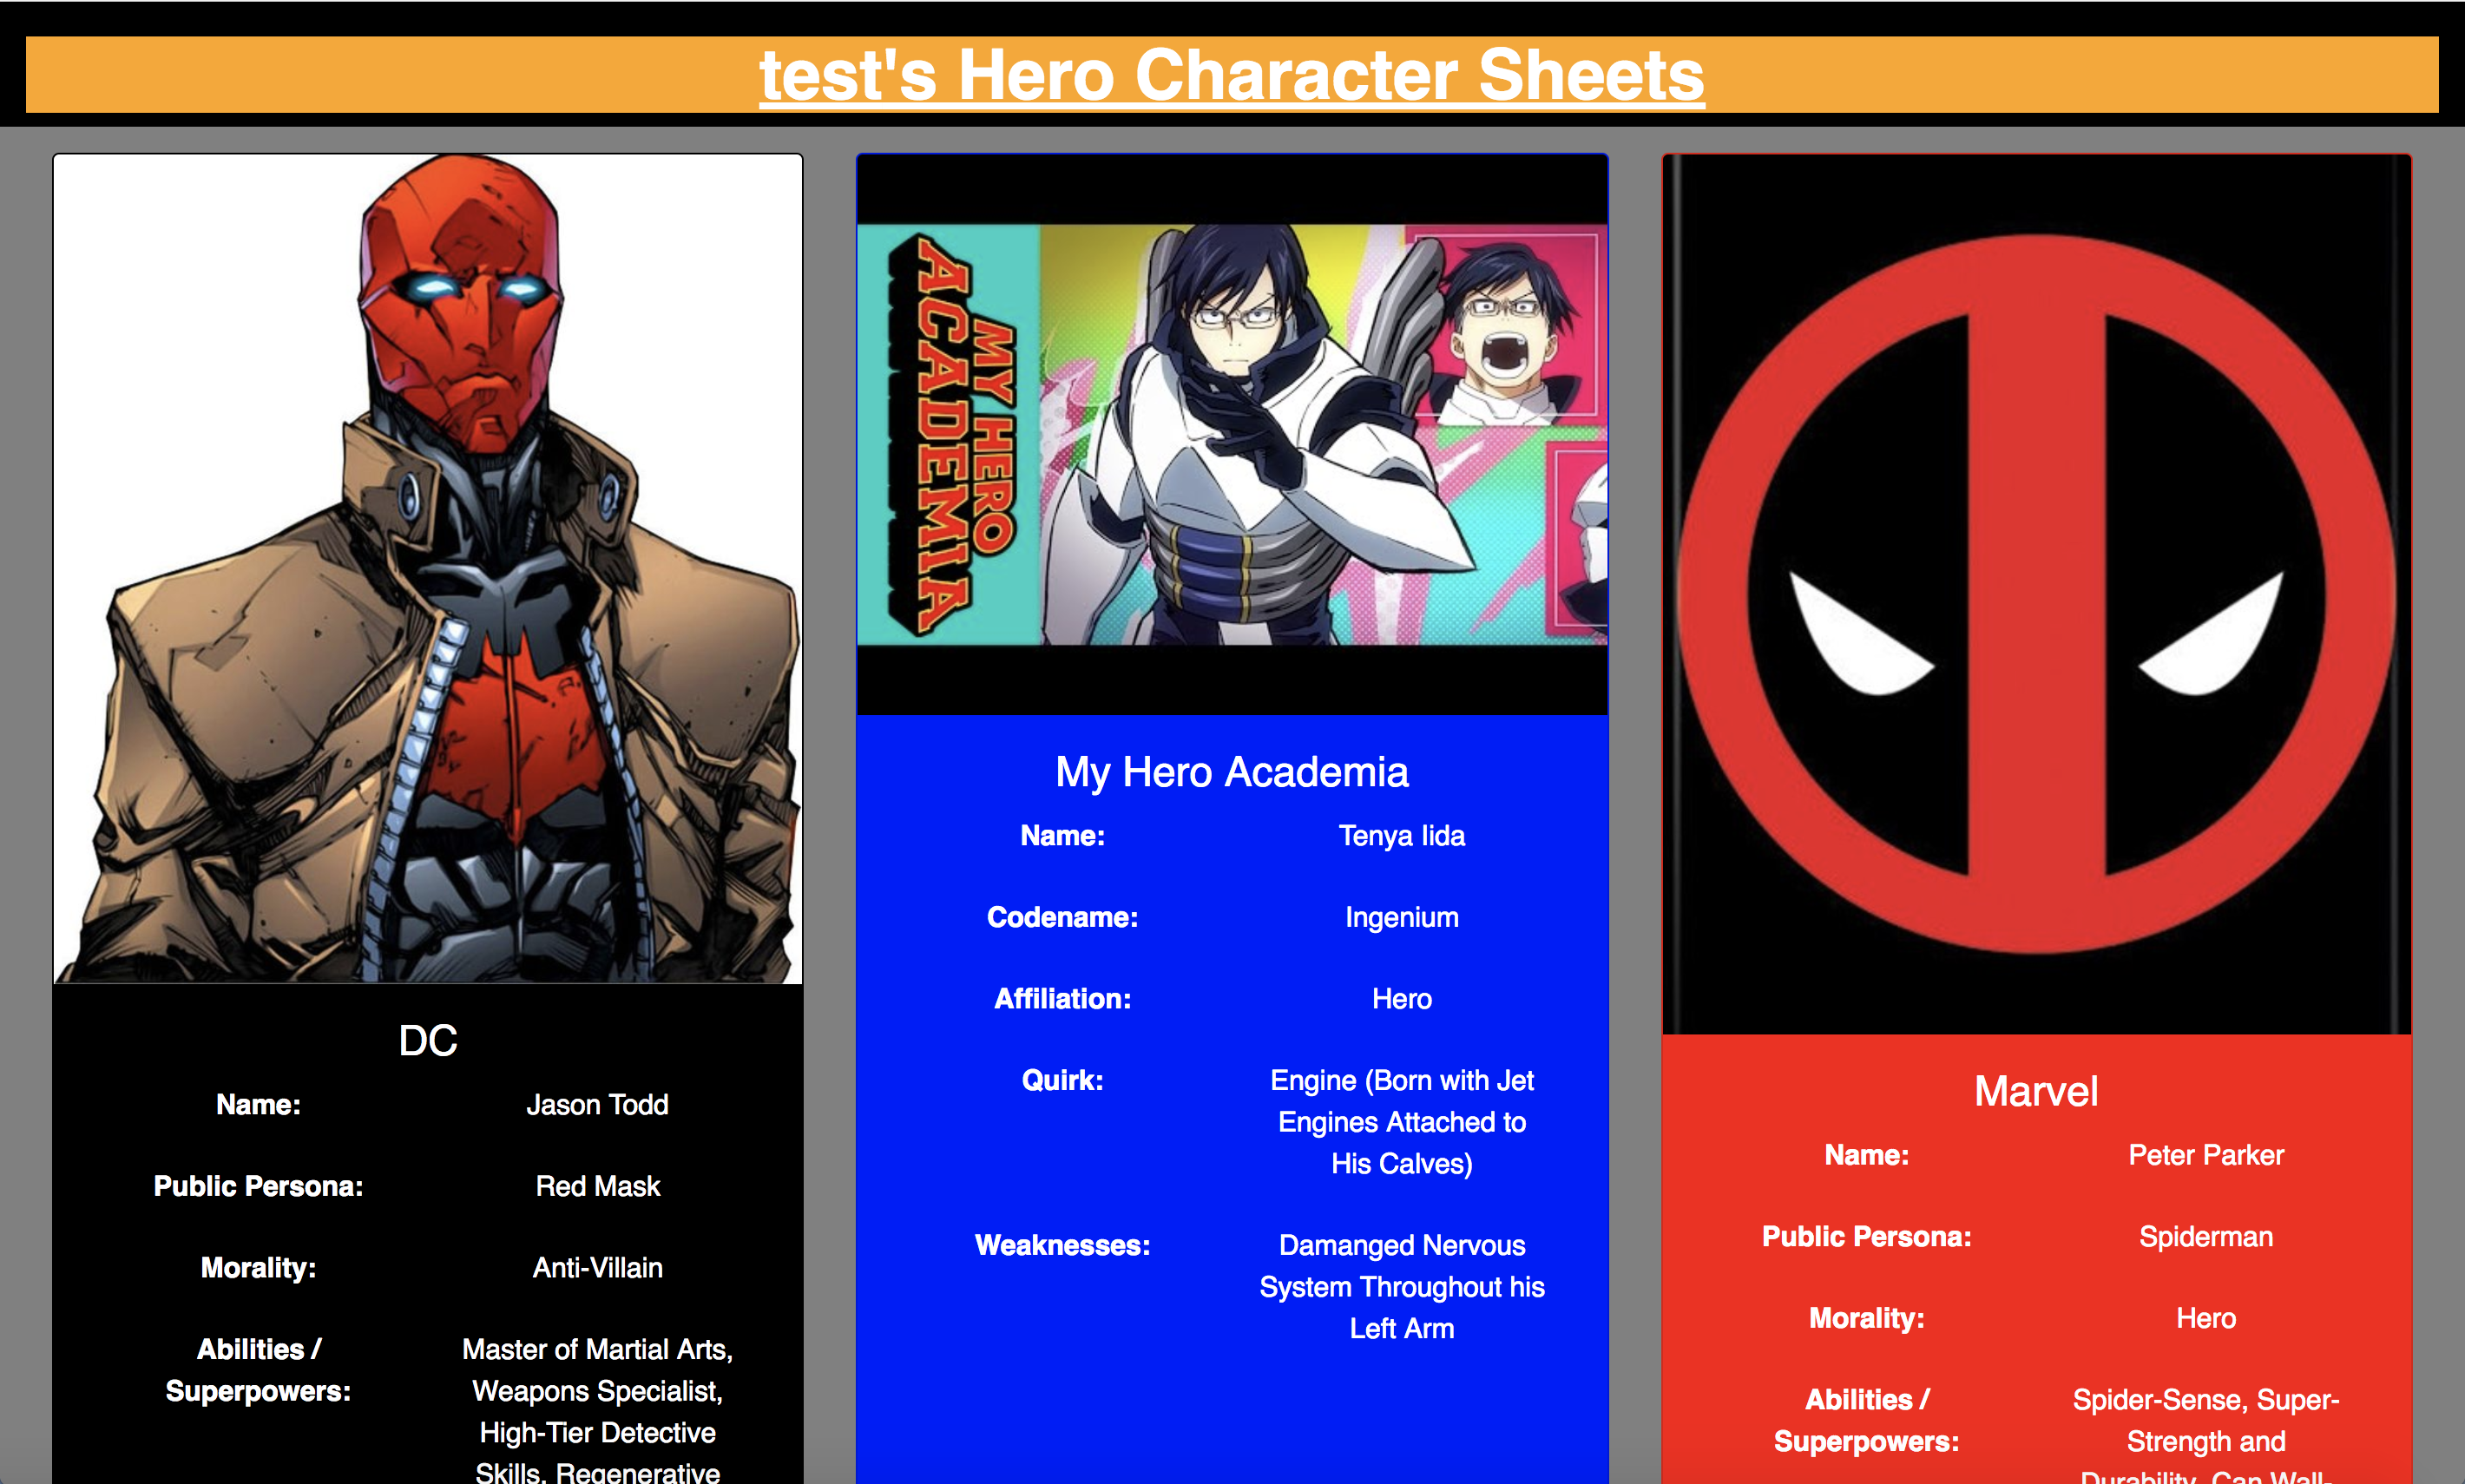 test's Hero Character Sheets
DC
Name: Jason Todd
Public Persona: Red Mask
Morality: Anti-Villain
Abilities / Master of Martial Arts,
Superpowers: Weapons Specialist,
High-Tier Detective
Skills, Regenerative
MY HERO
ACADEMIA
My Hero Academia
Name: Tenya Iida
Codename: Ingenium
Affiliation: Hero
Quirk: Engine (Born with Jet
Engines Attached to
His Calves)
Weaknesses: Damanged Nervous
System Throughout his
Left Arm
Marvel
Name: Peter Parker
Public Persona: Spiderman
Morality: Hero
Abilities / Spider-Sense, Super-
Superpowers: Strength and
Durability, Can Wall-